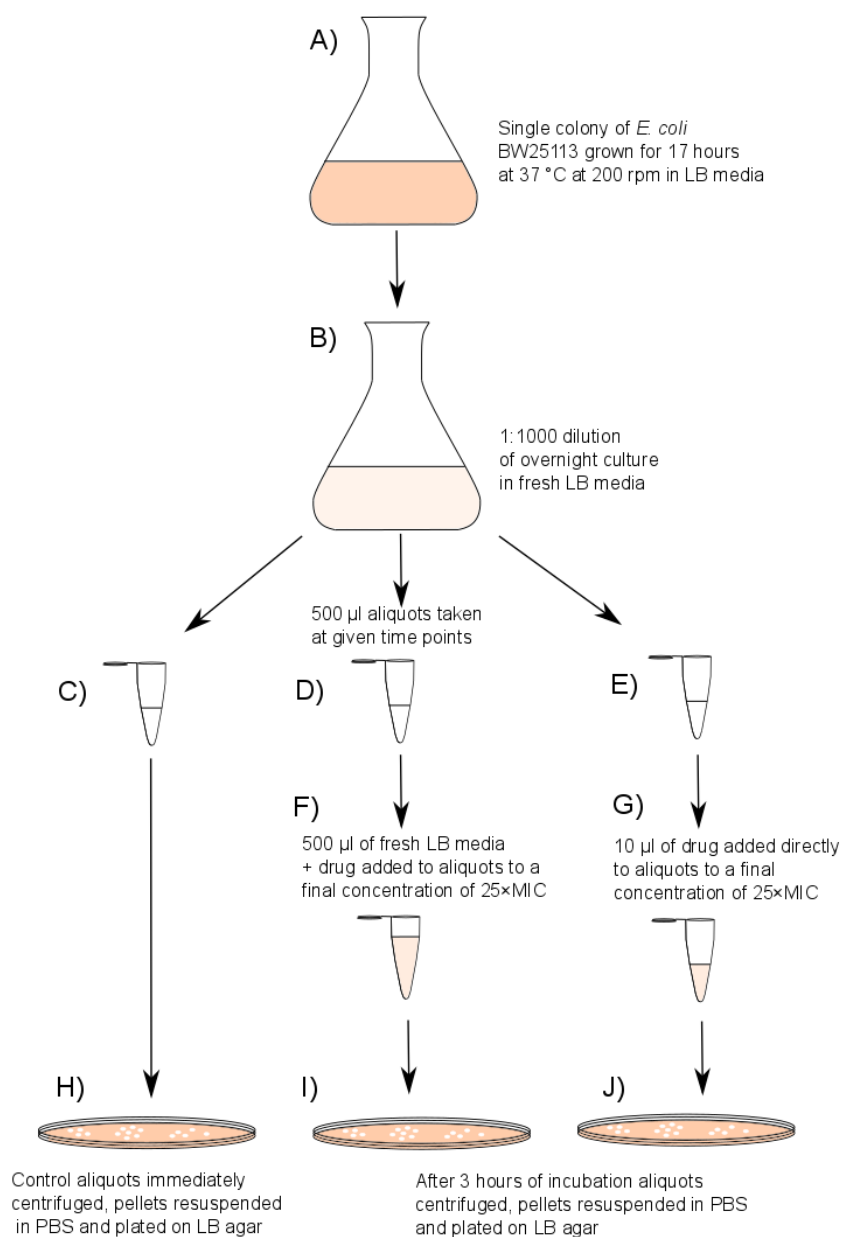 A)
Single colony of E. coli
BW25113 grown for 17 hours
at 37 °C at 200 rpm in LB media
B)
1:1000 dilution
of overnight culture
in fresh LB media
500 µl aliquots taken
at given time points
C)
D)
E)
F)
500 µl of fresh LB media
+ drug added to aliquots to a
final concentration of 25×MIC
G)
10 µl of drug added directly
to aliquots to a final
concentration of 25×MIC
H)
I)
J)
Control aliquots immediately
centrifuged, pellets resuspended
in PBS and plated on LB agar
After 3 hours of incubation aliquots
centrifuged, pellets resuspended in PBS
and plated on LB agar